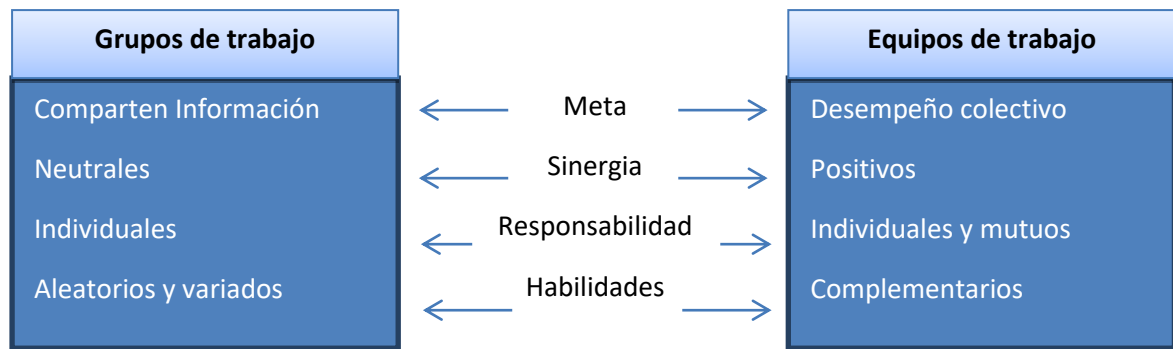 Grupos de trabajo
Equipos de trabajo
Comparten Información
Meta
Desempeño colectivo
Neutrales
Sinergia
Positivos
Individuales
Responsabilidad
Individuales y mutuos
Aleatorios y variados
Habilidades
Complementarios